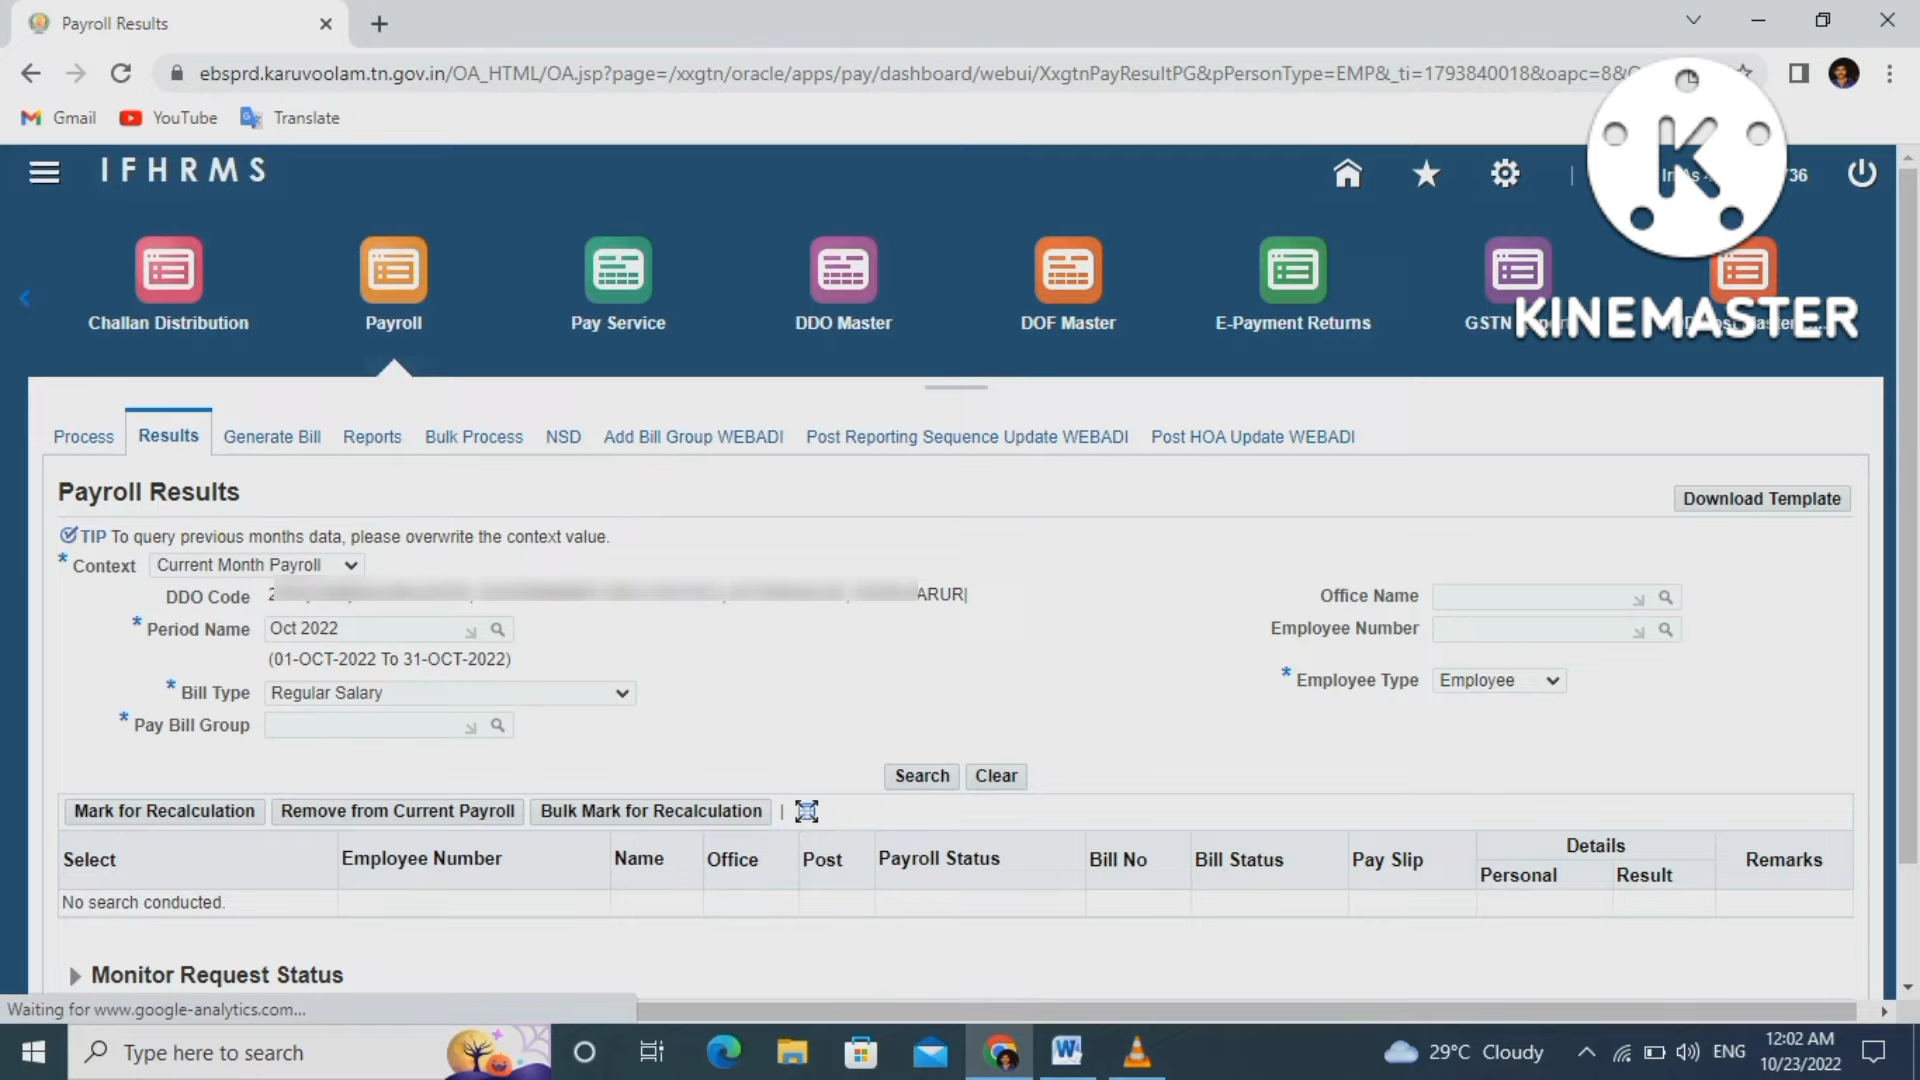 Payroll Results
ebsprd.karuvoolam.tn.gov.in/OA_HTML/OA.jsp?page=/xxgtn/oracle/apps/pay/dashboard/webui/XxgtnPayResultPG&pPersonType=EMP&_ti=1793840018&oapc=8&
Gmail YouTube Translate
IFHRMS
In As 736
K
Challan Distribution Payroll Pay Service DDO Master DOF Master E-Payment Returns GSTN
KINEMASTER
Process Results Generate Bill Reports Bulk Process NSD Add Bill Group WEBADI Post Reporting Sequence Update WEBADI Post HOA Update WEBADI
Payroll Results
Download Template
TIP To query previous months data, please overwrite the context value.
* Context Current Month Payroll
DDO Code 2 ARUR|
Office Name
* Period Name Oct 2022
Employee Number
(01-OCT-2022 To 31-OCT-2022)
* Employee Type Employee
* Bill Type Regular Salary
* Pay Bill Group
Search Clear
Mark for Recalculation Remove from Current Payroll Bulk Mark for Recalculation |
Select Employee Number Name Office Post Payroll Status Bill No Bill Status Pay Slip Details Remarks
Personal Result
No search conducted.
Monitor Request Status
Waiting for www.google-analytics.com...
Type here to search
29°C Cloudy
ENG
12:02 AM
10/23/2022